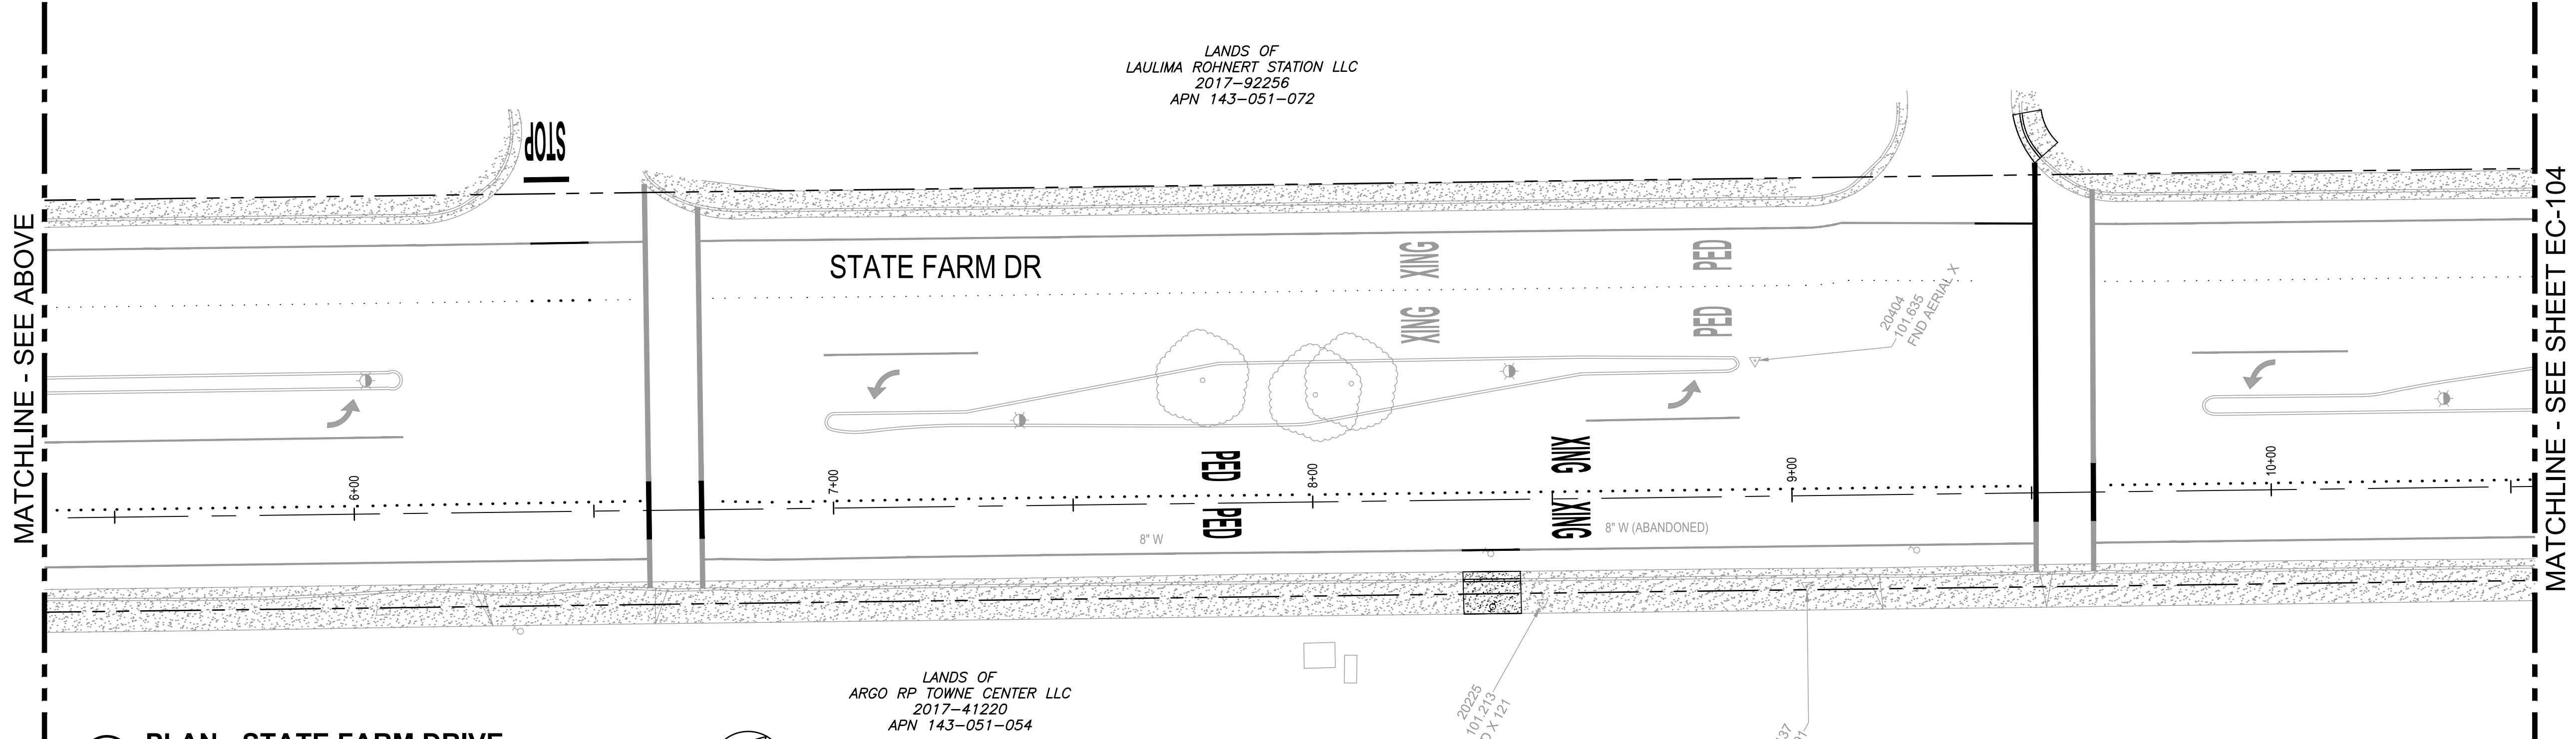 LANDS OF
LAULIMA ROHNERT STATION LLC
2017-92256
APN 143-051-072
STOP
MATCHLINE - SEE ABOVE
STATE FARM DR
XING XING
PED PED
20404
101.635
FND AERIAL X
MATCHLINE - SEE SHEET EC-104
6+00
7+00
8+00
9+00
10+00
PED PED
XING XING
8" W
8" W (ABANDONED)
LANDS OF
ARGO RP TOWNE CENTER LLC
2017-41220
APN 143-051-054
20225
101.213
X 121
PLAN - STATE FARM DRIVE